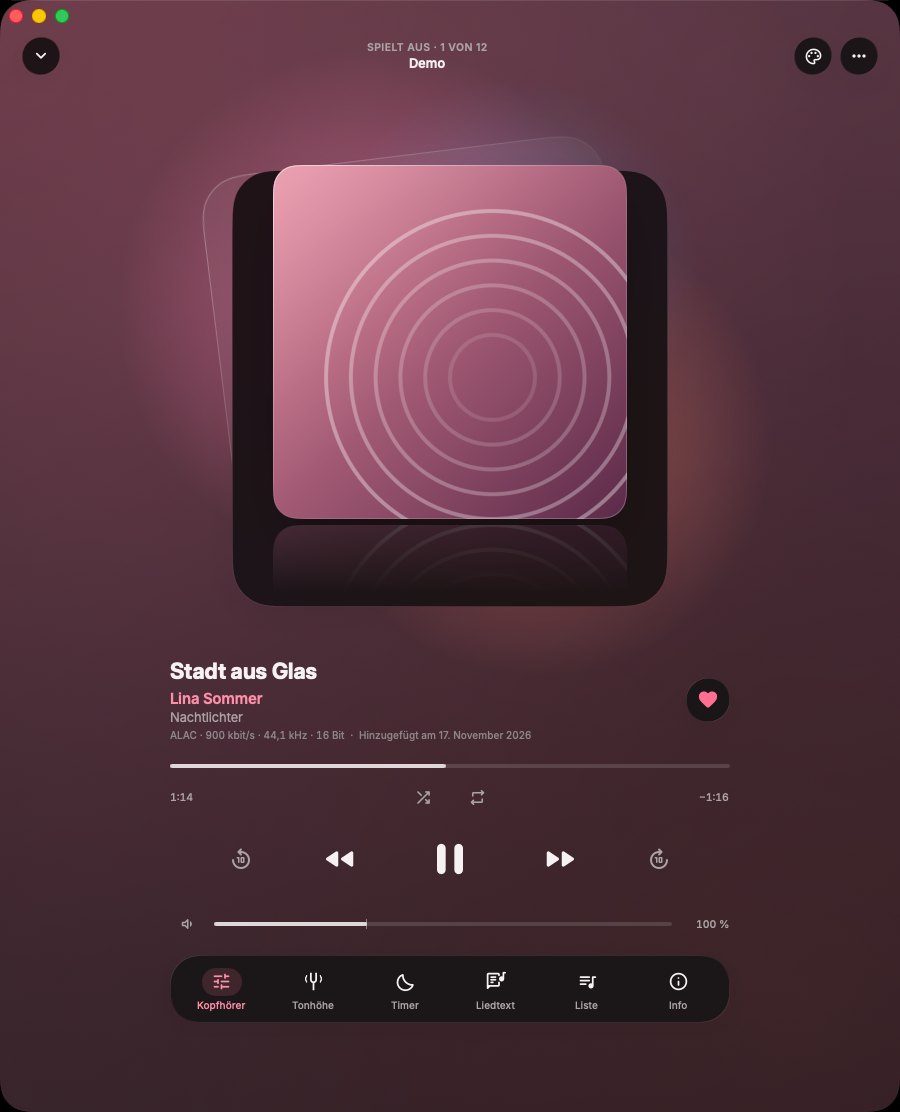 SPIELT AUS · 1 VON 12
Demo
Stadt aus Glas
Lina Sommer
Nachtlichter
ALAC · 900 kbit/s · 44,1 kHz · 16 Bit · Hinzugefügt am 17. November 2026
1:14
−1:16
10
10
100 %
Kopfhörer
Tonhöhe
Timer
Liedtext
Liste
Info